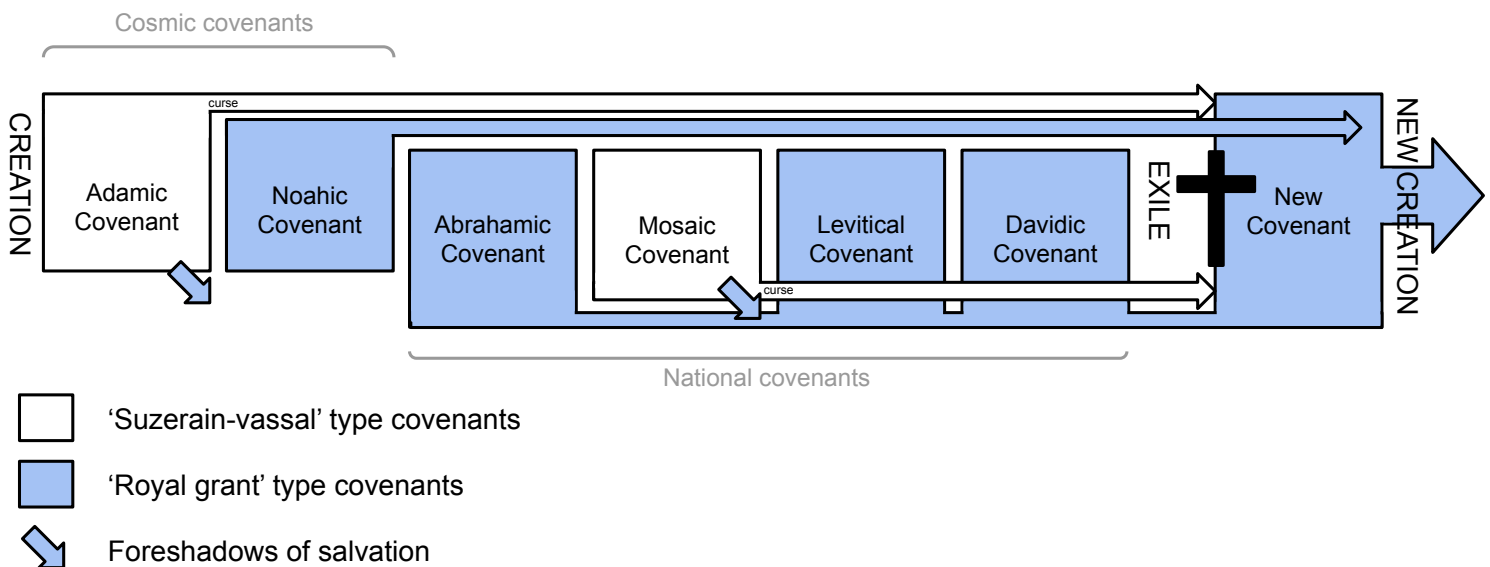 Cosmic covenants
CREATION
curse
Adamic
Covenant
Noahic
Covenant
Abrahamic
Covenant
Mosaic
Covenant
curse
Levitical
Covenant
Davidic
Covenant
EXILE
New
Covenant
NEW CREATION
National covenants
‘Suzerain-vassal’ type covenants
‘Royal grant’ type covenants
Foreshadows of salvation